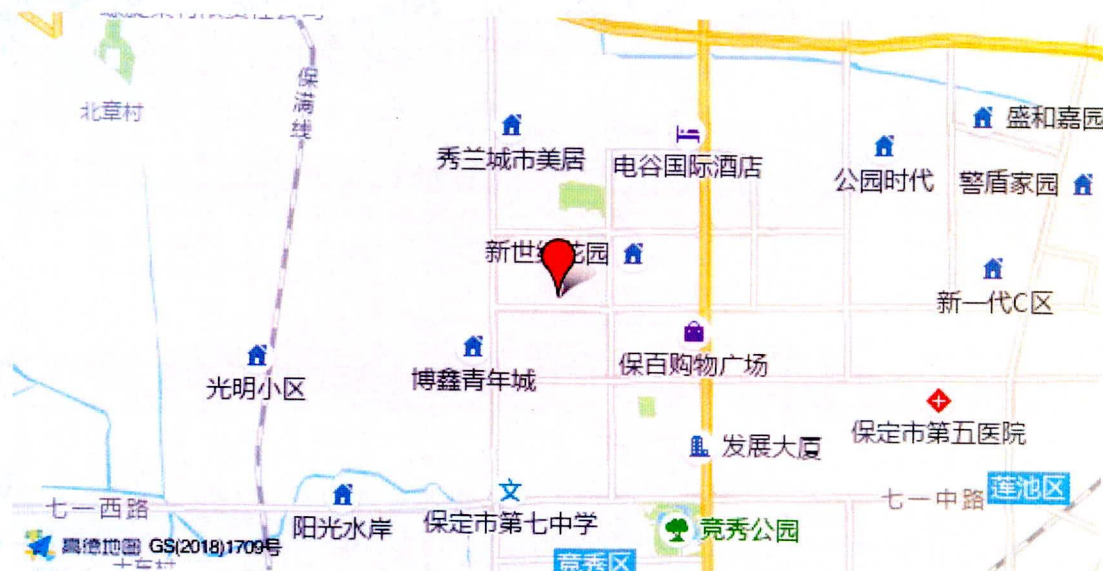 保满线
北章村
盛和嘉园
秀兰城市美居
电谷国际酒店
公园时代
警盾家园
新世纪花园
新一代C区
保百购物广场
博鑫青年城
光明小区
保定市第五医院
发展大厦
莲池区
七一中路
七一西路
阳光水岸
保定市第七中学
竞秀公园
高德地图 GS(2018)1709号
竞秀区